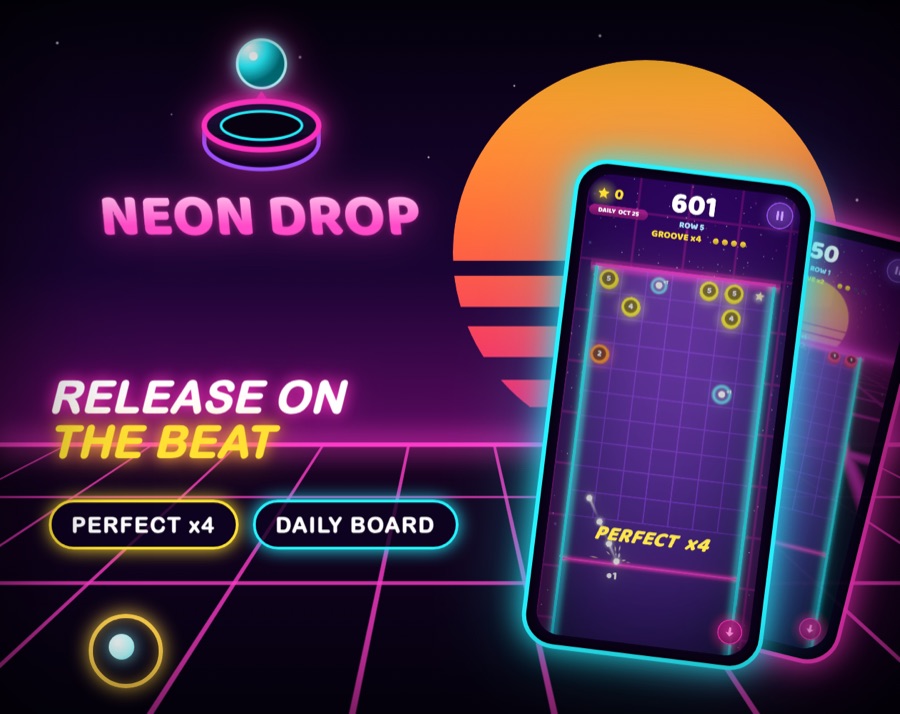 NEON DROP
RELEASE ON
THE BEAT
PERFECT x4
DAILY BOARD
0
DAILY OCT 25
601
ROW 5
GROOVE x4
5
5
5
4
4
2
PERFECT x4
+1
50
ROW 1